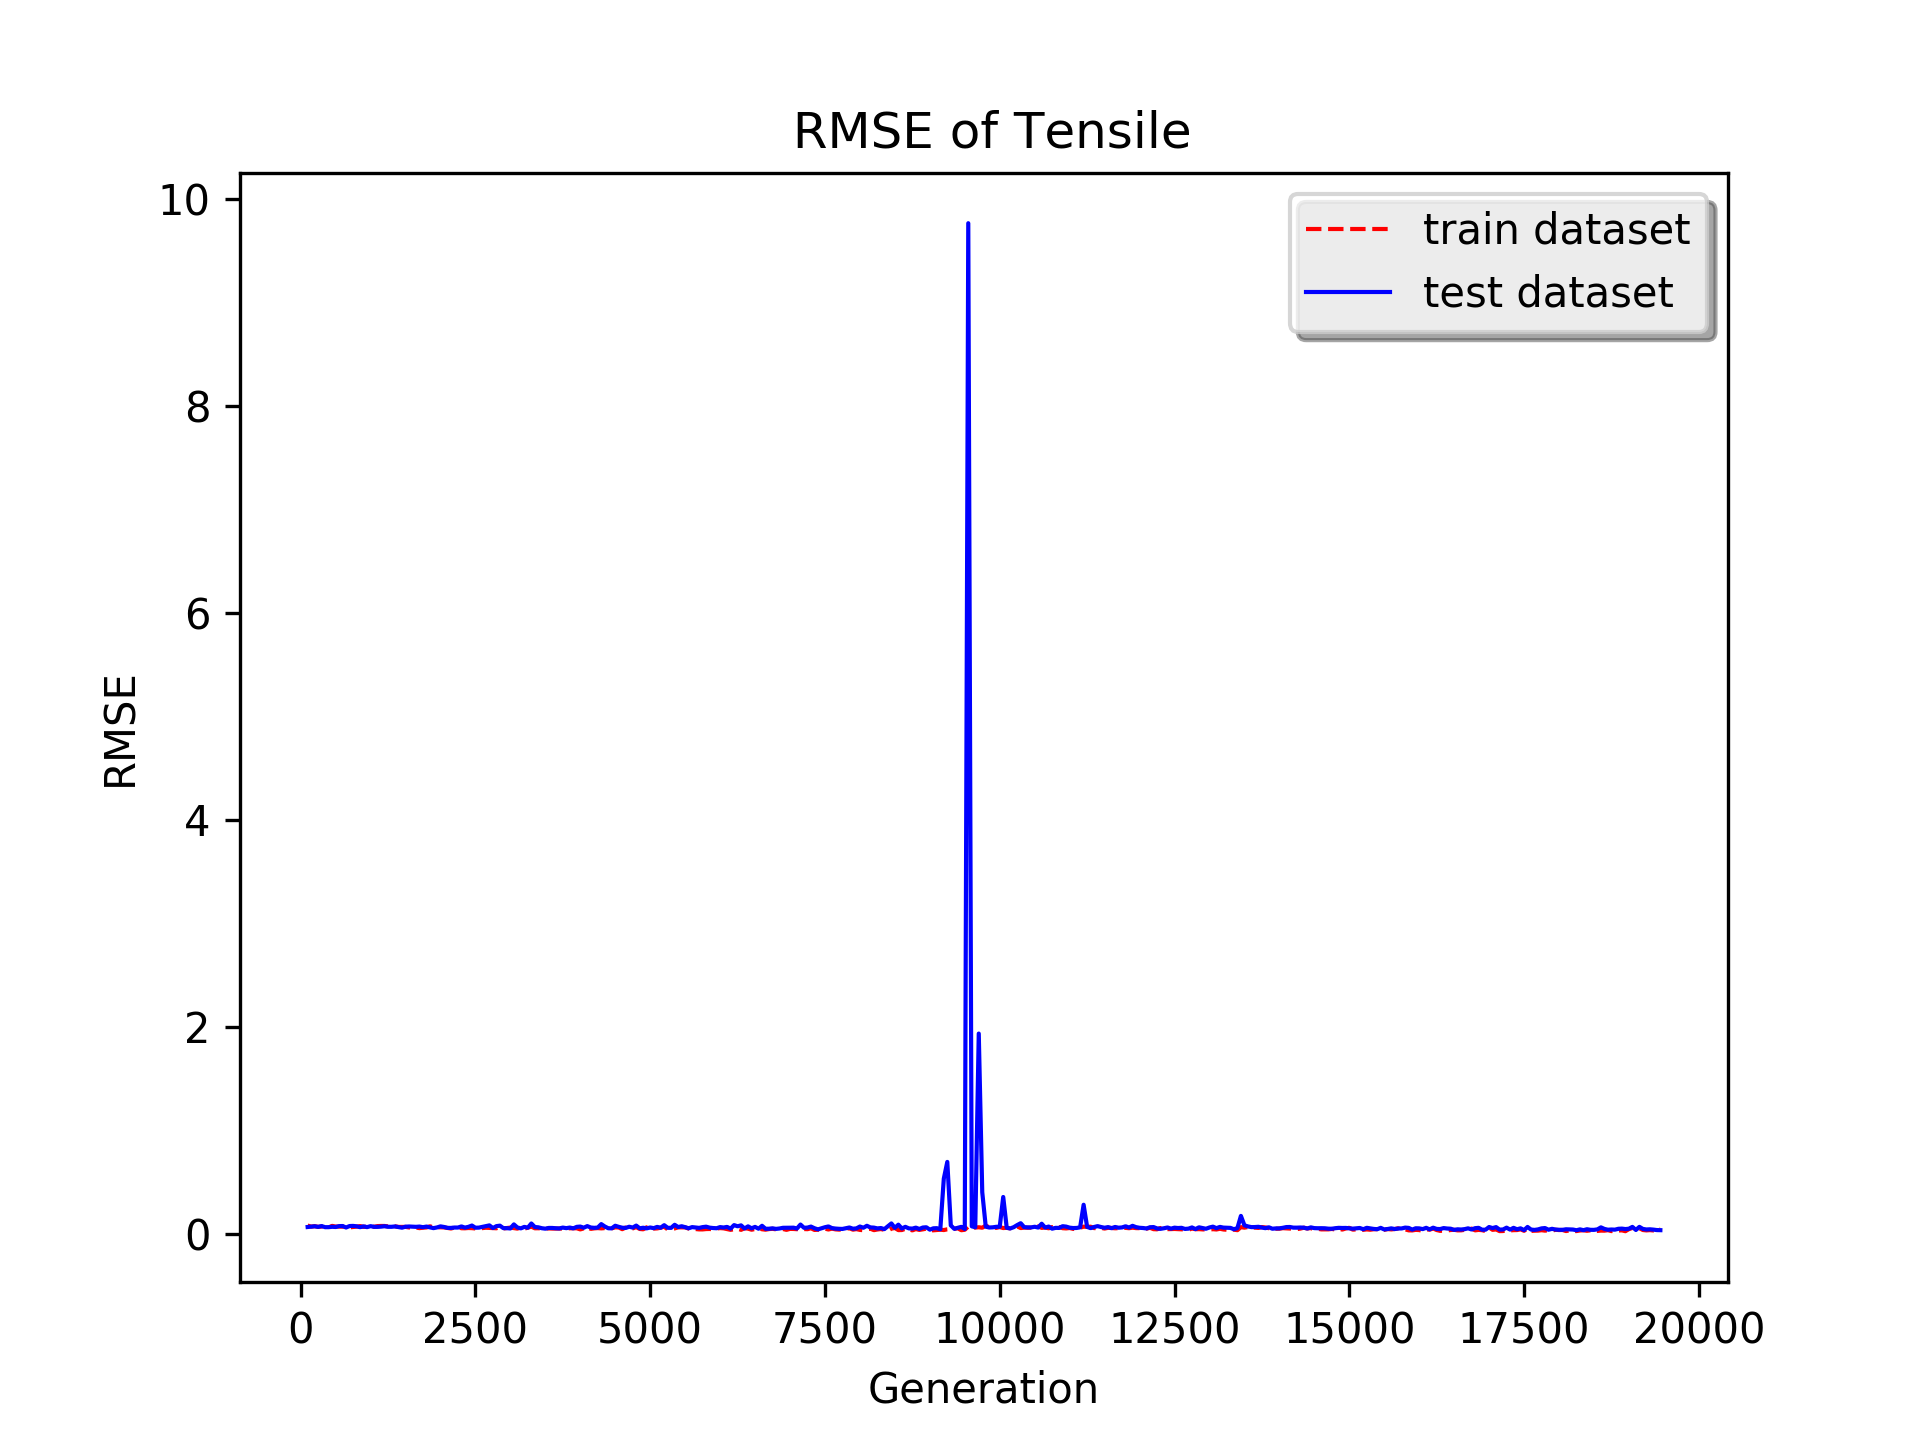 RMSE of Tensile
train dataset
test dataset
10
8
6
4
2
0
RMSE
0 2500 5000 7500 10000 12500 15000 17500 20000
Generation